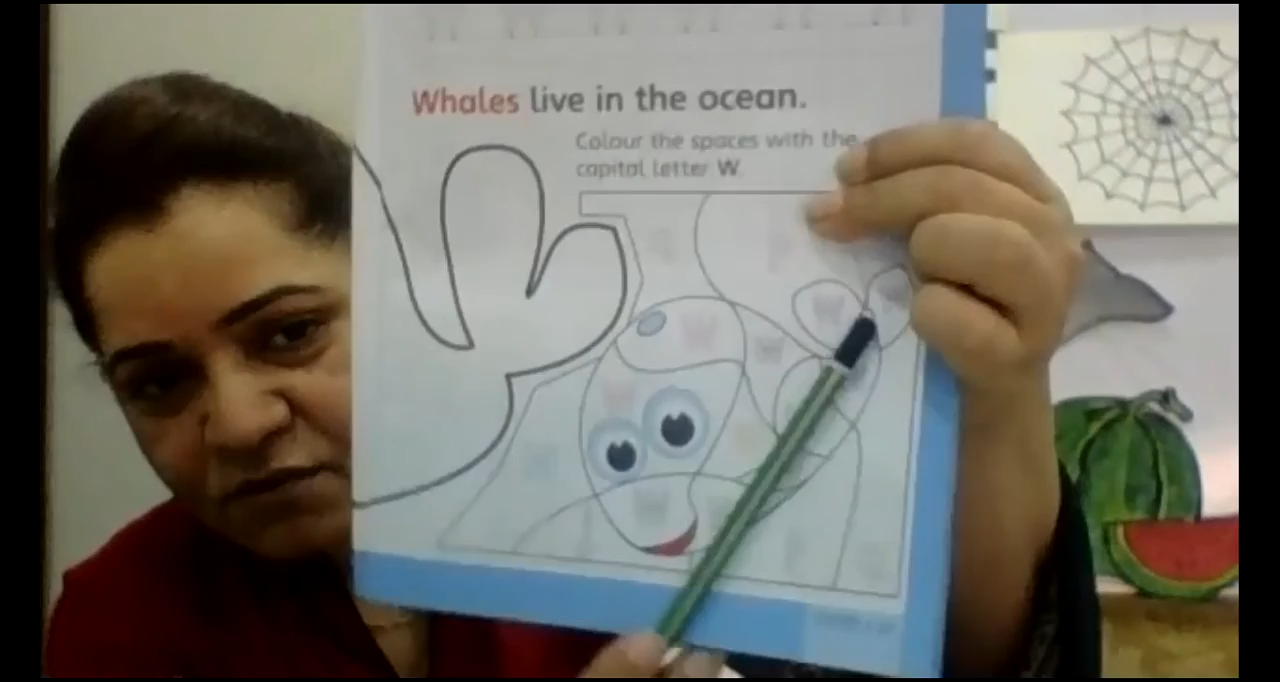 Whales live in the ocean.
Colour the spaces with the
capital letter W.
W
W
W
W
W
W